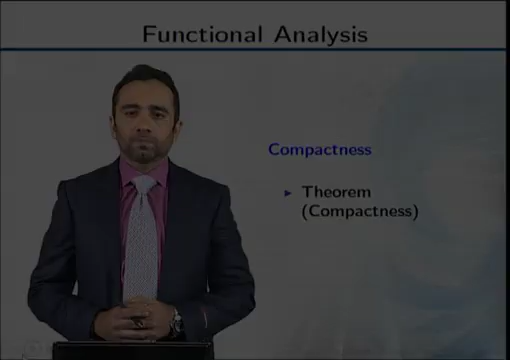 Functional Analysis
Compactness
Theorem
(Compactness)